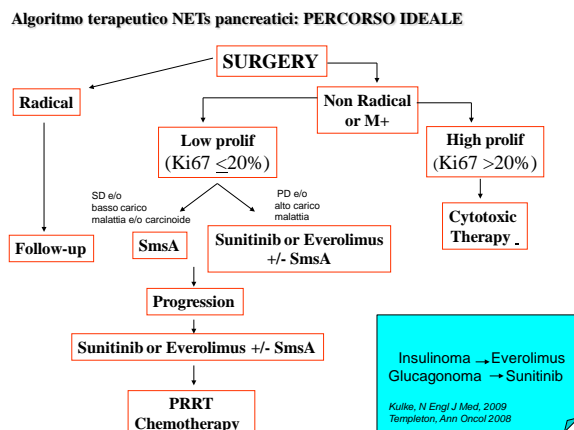 Algoritmo terapeutico NETs pancreatici: PERCORSO IDEALE
SURGERY
Radical
Non Radical
or M+
Low prolif
(Ki67 <20%)
High prolif
(Ki67 >20%)
SD e/o
basso carico
malattia e/o carcinoide
PD e/o
alto carico
malattia
Follow-up
SmsA
Sunitinib or Everolimus
+/- SmsA
Cytotoxic
Therapy
Progression
Sunitinib or Everolimus +/- SmsA
PRRT
Chemotherapy
Insulinoma → Everolimus
Glucagonoma → Sunitinib
Kulke, N Engl J Med, 2009
Templeton, Ann Oncol 2008